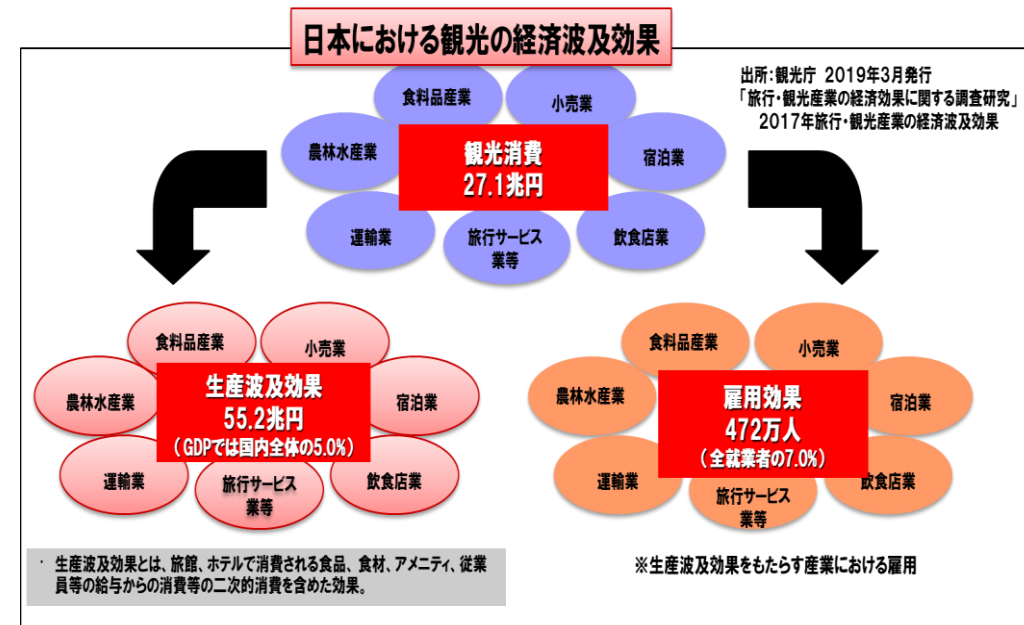 日本における観光の経済波及効果
出所:観光庁 2019年3月発行
「旅行・観光産業の経済効果に関する調査研究」
2017年旅行・観光産業の経済波及効果
食料品産業
小売業
農林水産業
観光消費
27.1兆円
宿泊業
運輸業
旅行サービス
業等
飲食店業
食料品産業
小売業
農林水産業
生産波及効果
55.2兆円
(GDPでは国内全体の5.0%)
宿泊業
運輸業
旅行サービス
業等
飲食店業
食料品産業
小売業
農林水産業
雇用効果
472万人
(全就業者の7.0%)
宿泊業
運輸業
旅行サービス
業等
飲食店業
・ 生産波及効果とは、旅館、ホテルで消費される食品、食材、アメニティ、従業
員等の給与からの消費等の二次的消費を含めた効果。
※生産波及効果をもたらす産業における雇用